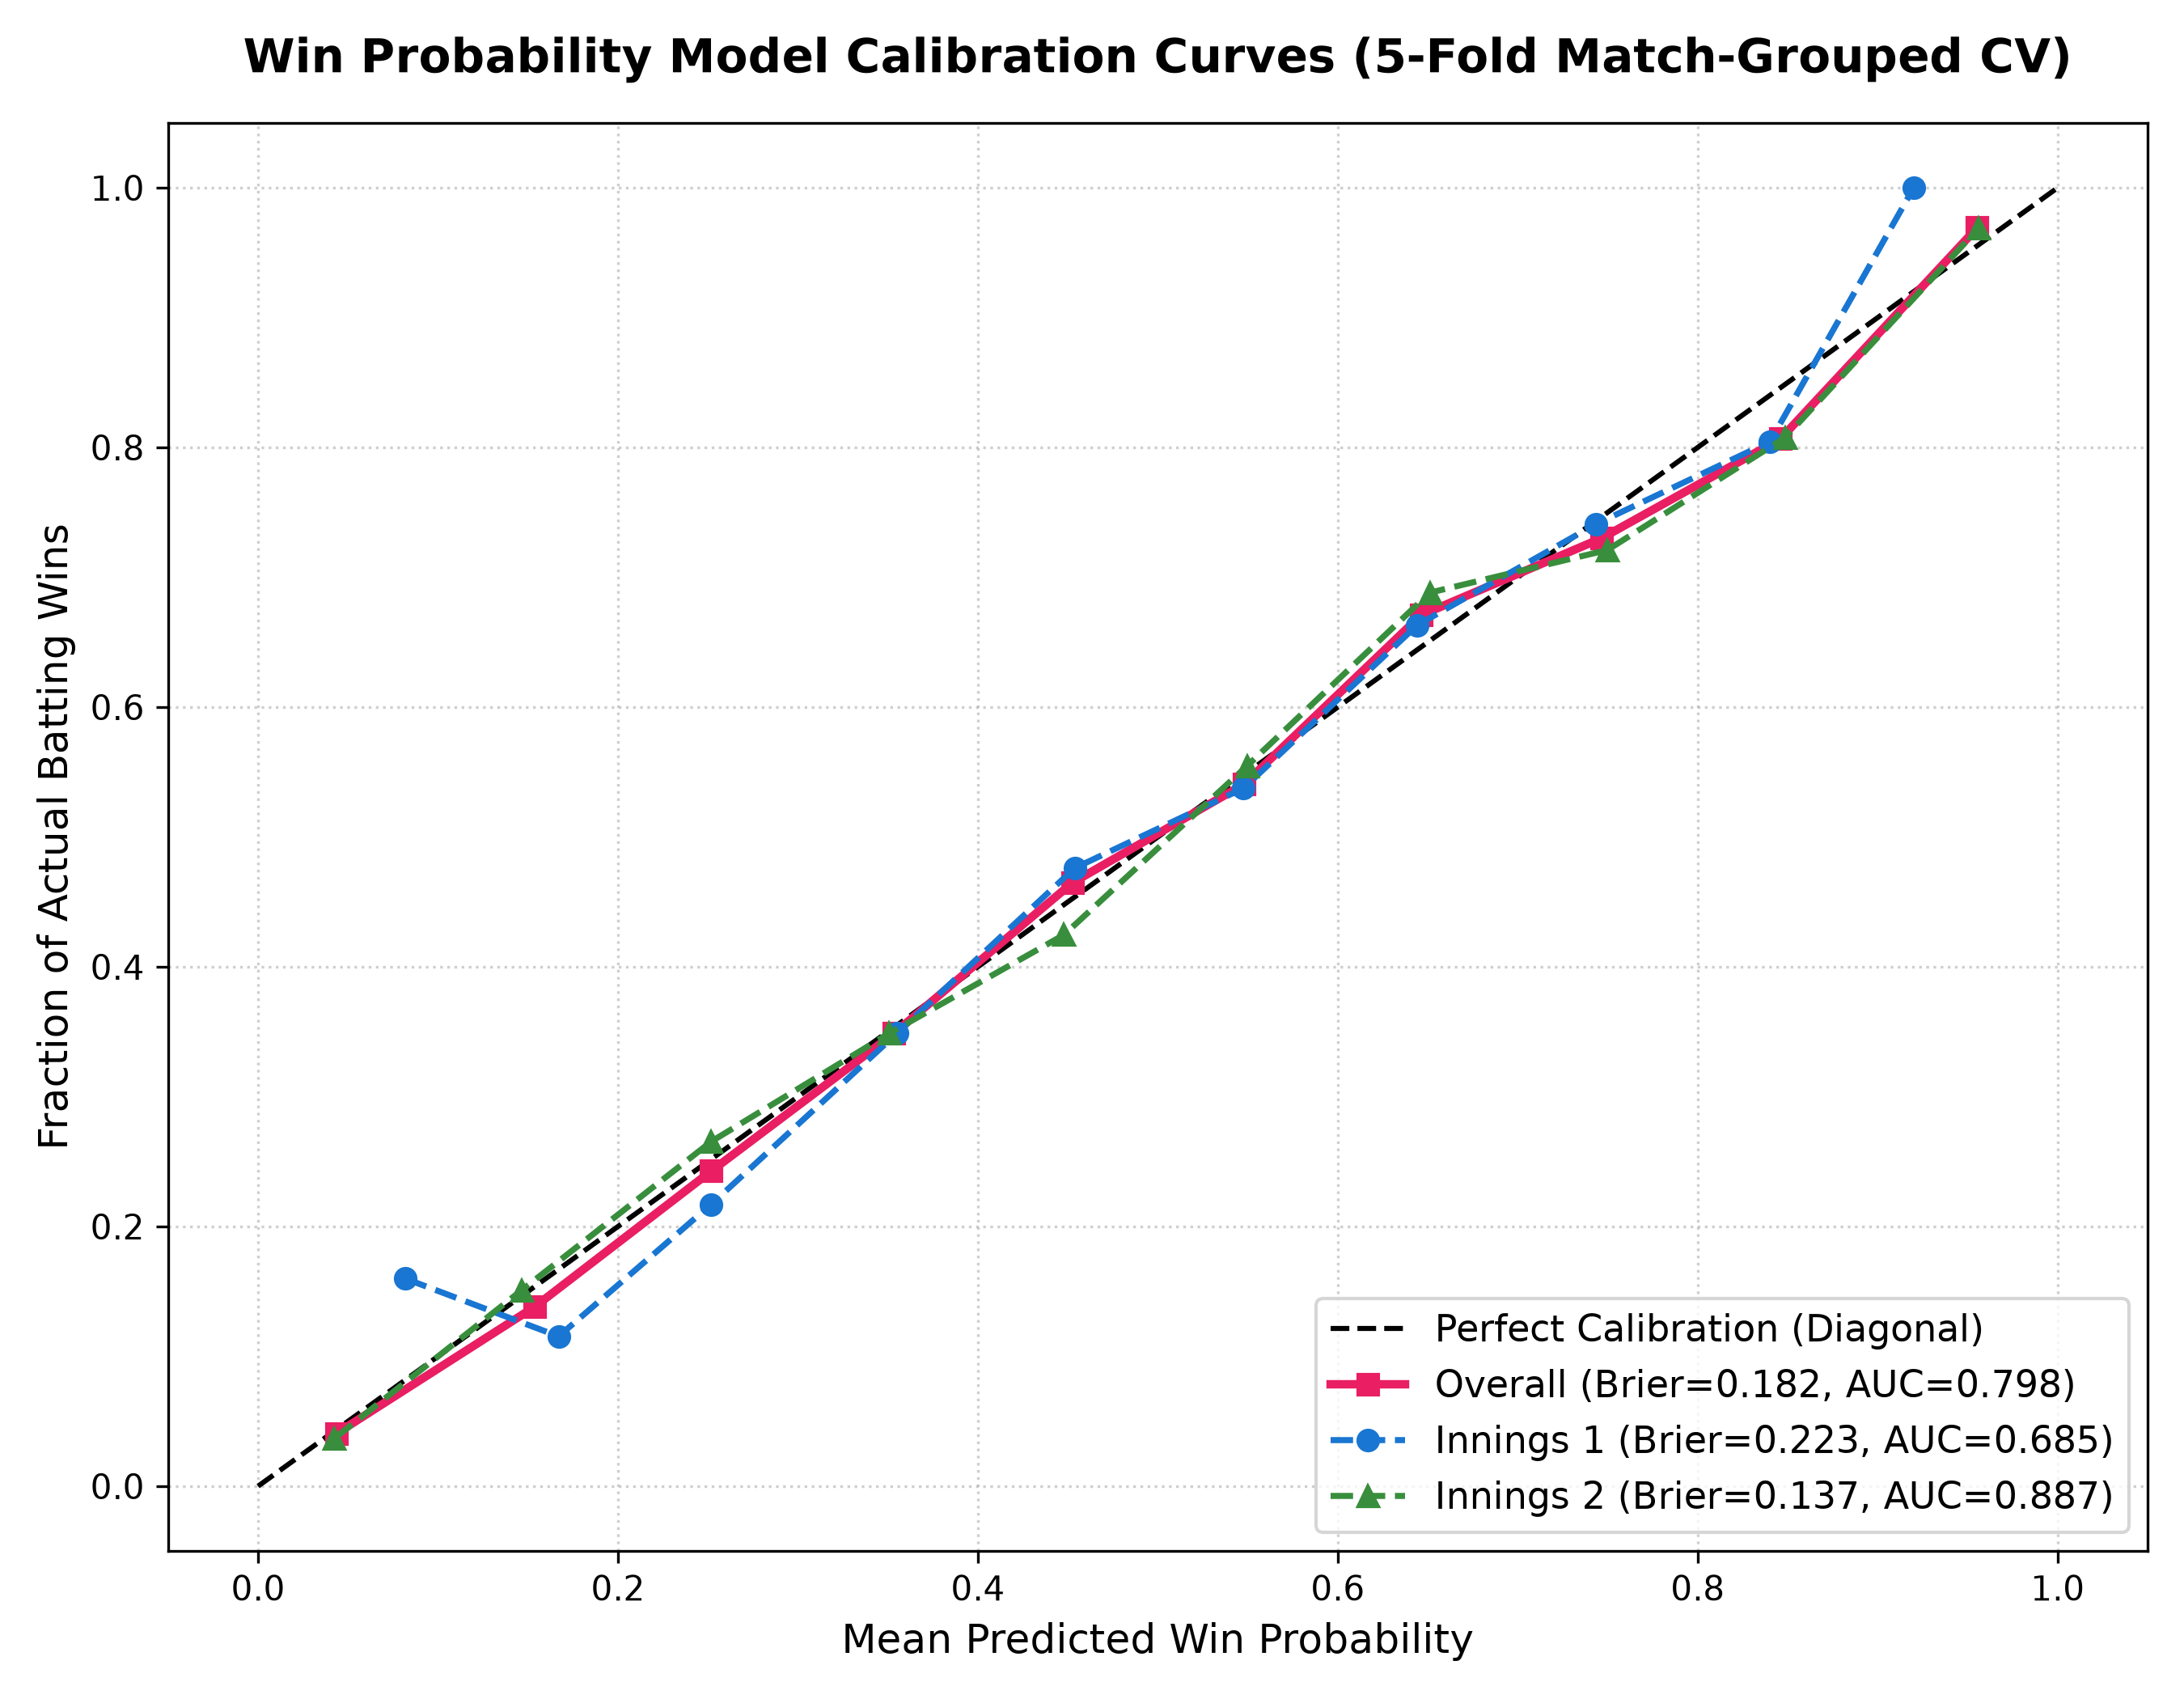 Win Probability Model Calibration Curves (5-Fold Match-Grouped CV)
Fraction of Actual Batting Wins
1.0
0.8
0.6
0.4
0.2
0.0
Perfect Calibration (Diagonal)
Overall (Brier=0.182, AUC=0.798)
Innings 1 (Brier=0.223, AUC=0.685)
Innings 2 (Brier=0.137, AUC=0.887)
0.0 0.2 0.4 0.6 0.8 1.0
Mean Predicted Win Probability